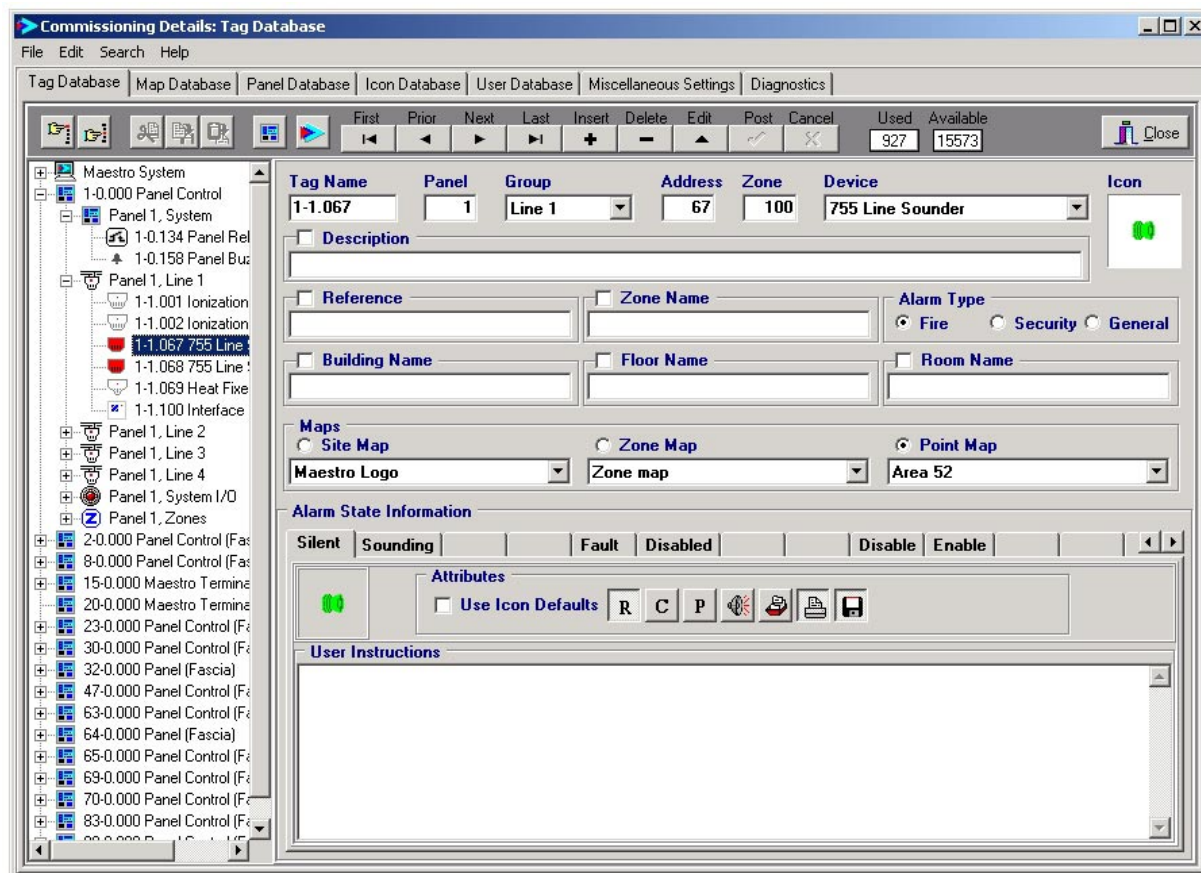 Commissioning Details: Tag Database
File Edit Search Help
Tag Database Map Database Panel Database Icon Database User Database Miscellaneous Settings Diagnostics
First Prior Next Last Insert Delete Edit Post Cancel Used Available
927 15573 Close
Maestro System
1-0.000 Panel Control
Panel 1, System
1-0.134 Panel Rel
1-0.158 Panel Buz
Panel 1, Line 1
1-1.001 Ionization
1-1.002 Ionization
1-1.067 755 Line
1-1.068 755 Line
1-1.069 Heat Fixe
1-1.100 Interface
Panel 1, Line 2
Panel 1, Line 3
Panel 1, Line 4
Panel 1, System I/O
Panel 1, Zones
2-0.000 Panel Control (Fas
8-0.000 Panel Control (Fas
15-0.000 Maestro Termina
20-0.000 Maestro Termina
23-0.000 Panel Control (Fa
30-0.000 Panel Control (Fa
32-0.000 Panel (Fascia)
47-0.000 Panel Control (Fa
63-0.000 Panel Control (Fa
64-0.000 Panel (Fascia)
65-0.000 Panel Control (Fa
69-0.000 Panel Control (Fa
70-0.000 Panel Control (Fa
83-0.000 Panel Control (Fa
Tag Name Panel Group Address Zone Device Icon
1-1.067 1 Line 1 67 100 755 Line Sounder
Description
Reference Zone Name Alarm Type
Fire Security General
Building Name Floor Name Room Name
Maps
Site Map Zone Map Point Map
Maestro Logo Zone map Area 52
Alarm State Information
Silent Sounding Fault Disabled Disable Enable
Attributes
Use Icon Defaults R C P
User Instructions